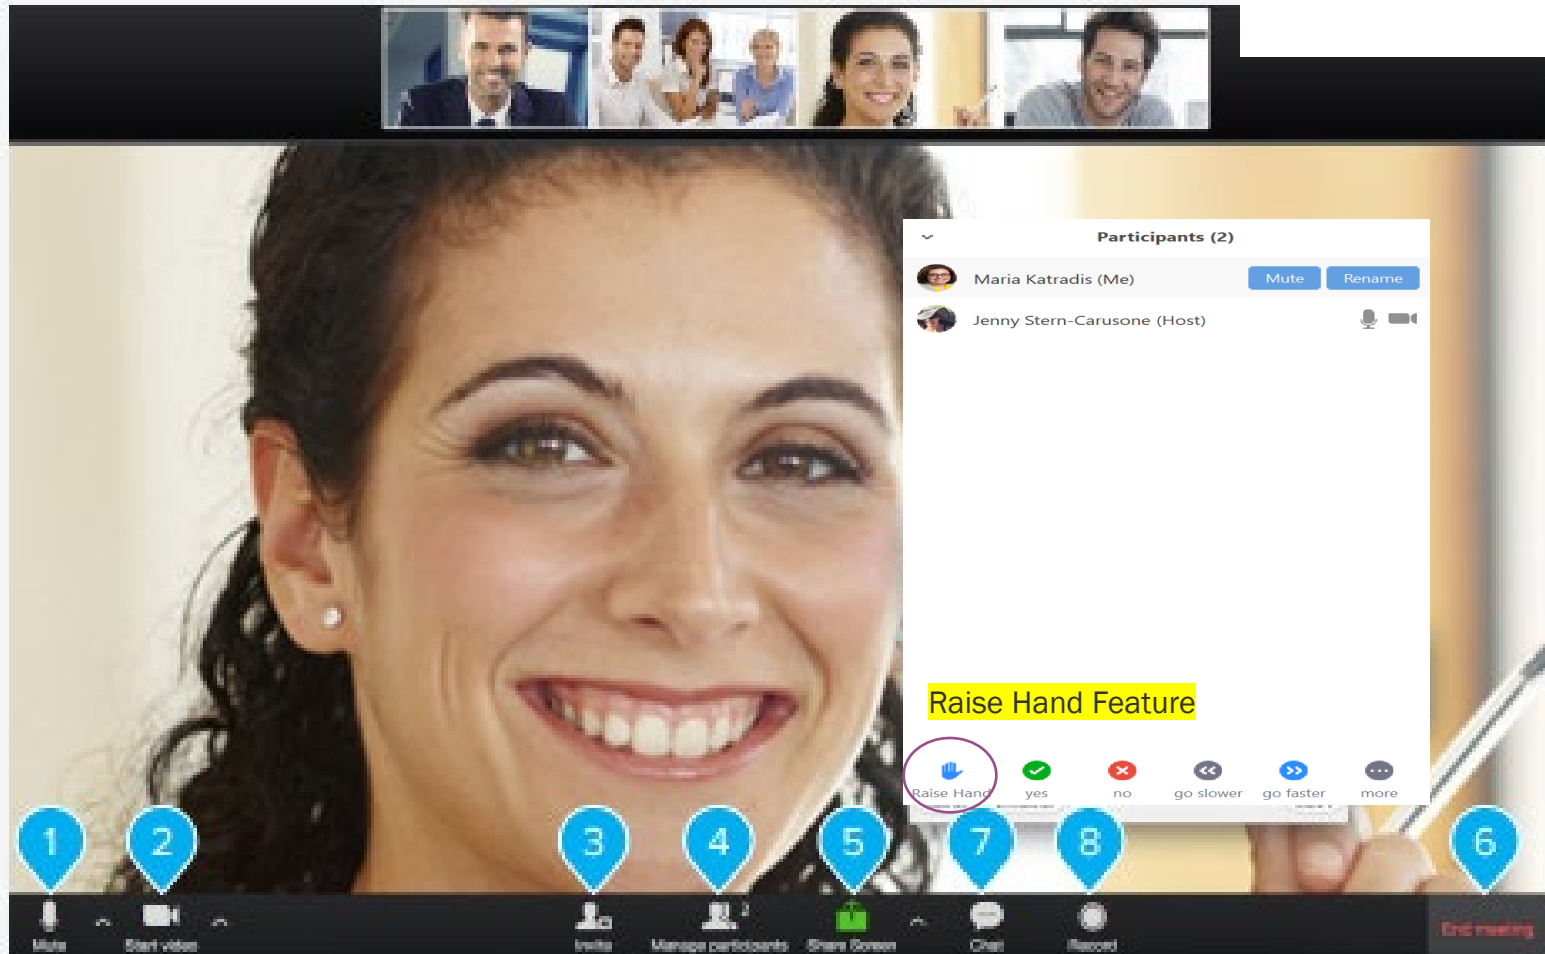 Participants (2)
Maria Katradis (Me)
Mute
Rename
Jenny Stern-Carusone (Host)
Raise Hand Feature
Raise Hand
yes
no
go slower
go faster
more
1
2
3
4
5
7
8
6
2
Mute
Start video
Invite
Manage participants
Share Screen
Chat
Record
End meeting